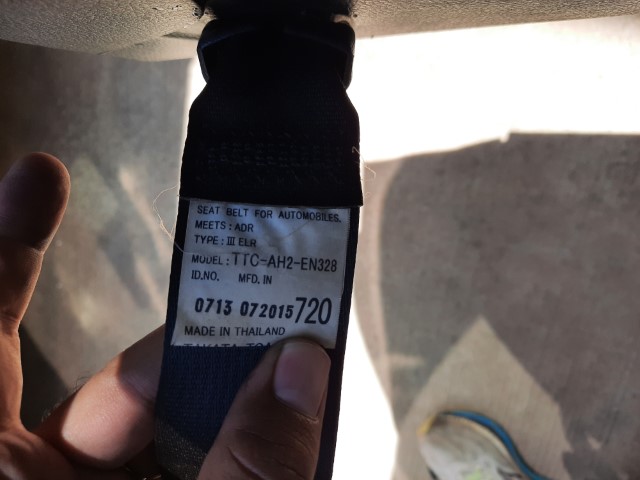 SEAT BELT FOR AUTOMOBILES.
MEETS : ADR
TYPE : III ELR
MODEL : TTC-AH2-EN328
ID.NO. MFD. IN
0713 072015 720
MADE IN THAILAND